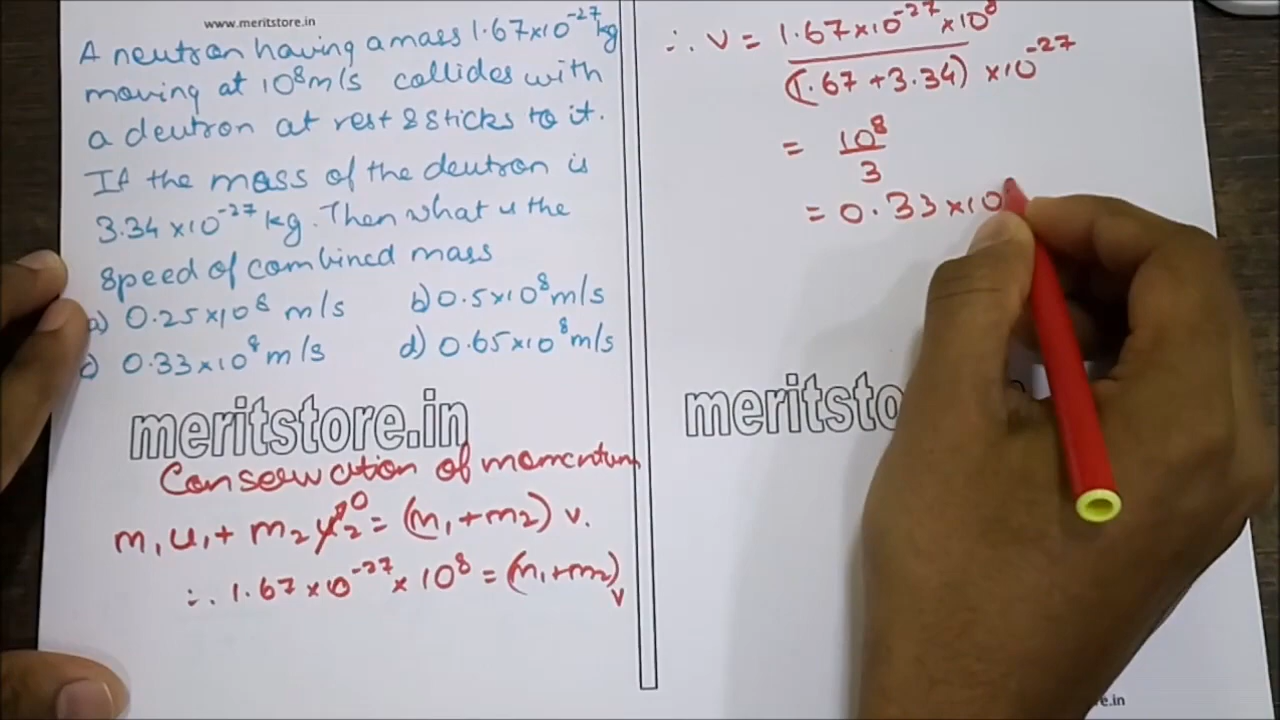 www.meritstore.in
A neutron having a mass 1.67×10⁻²⁷ kg
moving at 10⁸ m/s collides with
a deutron at rest & sticks to it.
If the mass of the deutron is
3.34×10⁻²⁷ kg. Then what is the
speed of combined mass
a) 0.25×10⁸ m/s b) 0.5×10⁸ m/s
c) 0.33×10⁸ m/s d) 0.65×10⁸ m/s
meritstore.in
Conservation of momentum
m₁u₁ + m₂u₂⁰ = (m₁+m₂) v.
∴ 1.67×10⁻²⁷ × 10⁸ = (m₁+m₂)
v
∴ v = 1.67×10⁻²⁷ × 10⁸
(1.67 + 3.34) × 10⁻²⁷
= 10⁸
3
= 0.33×10
meritsto
e.in